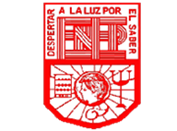 DESPERTAR A LA LUZ POR EL SABER
ENP